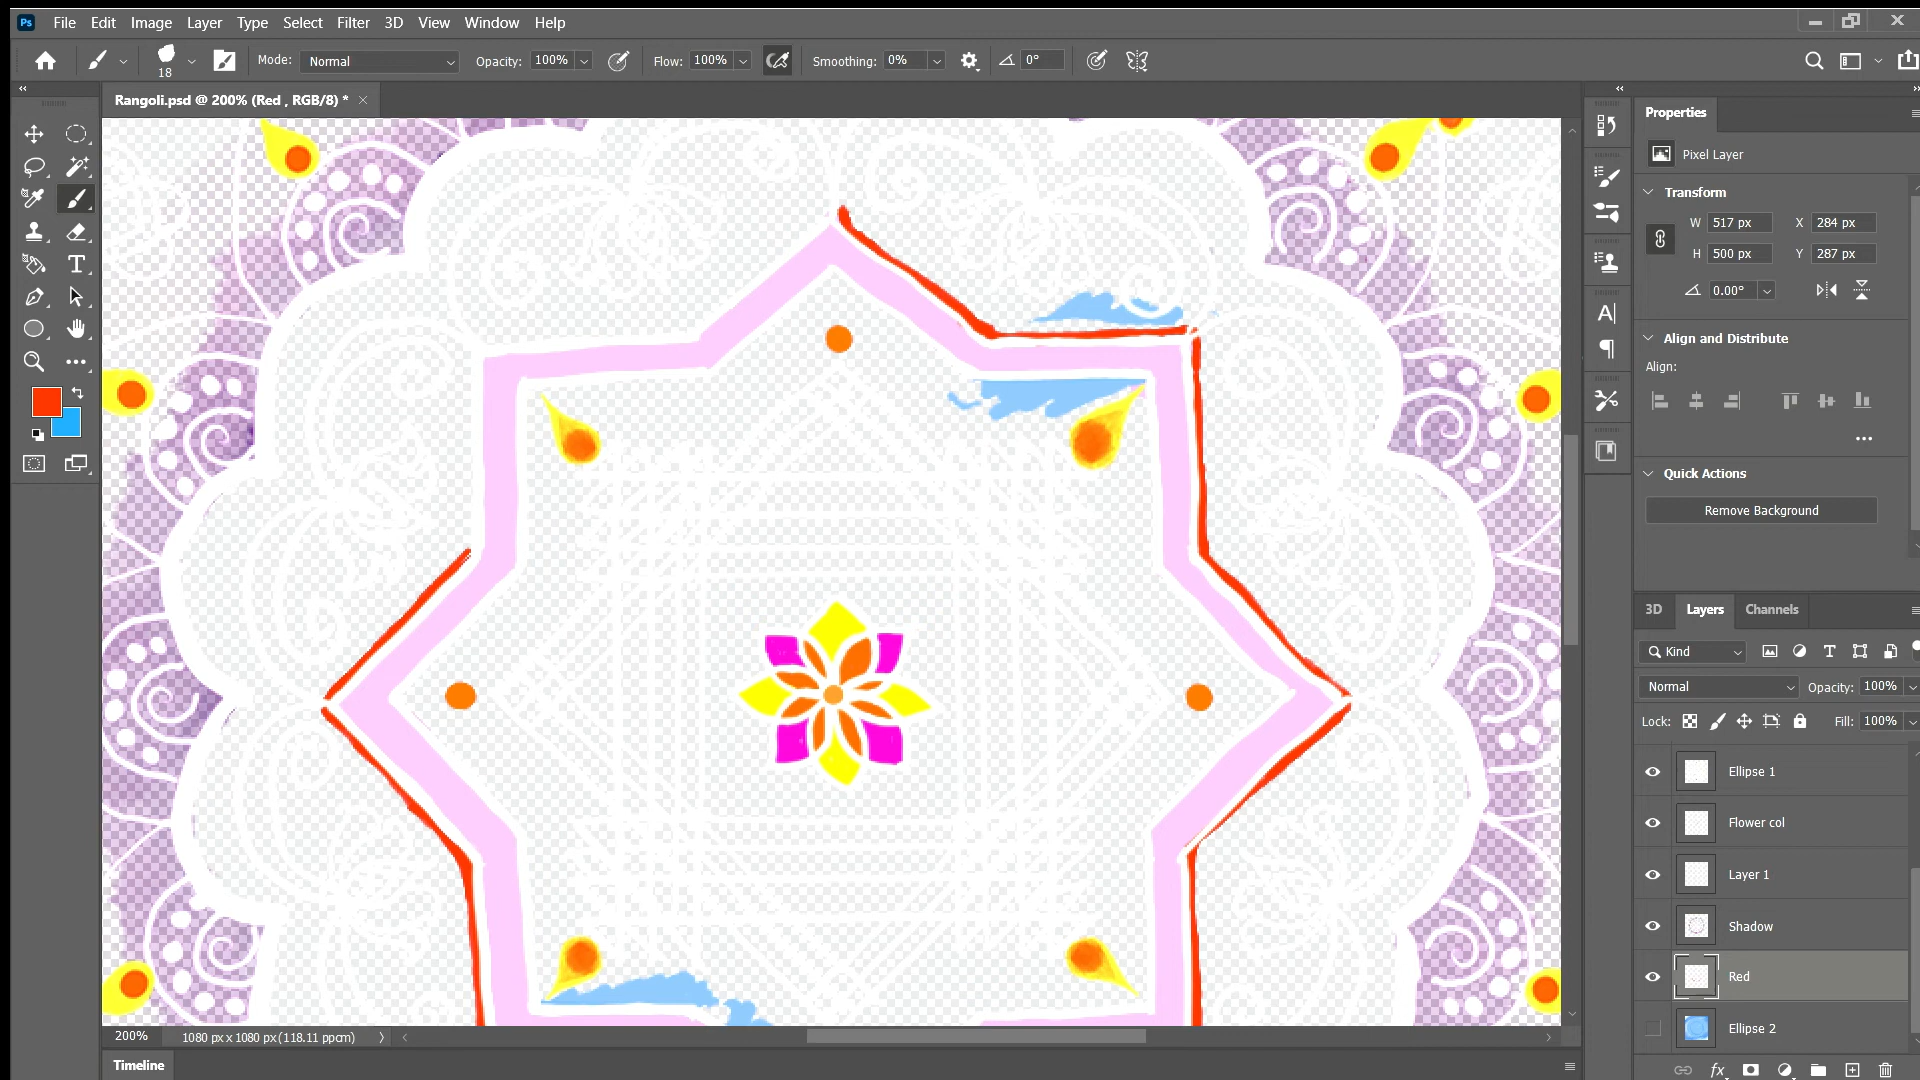 Ps File Edit Image Layer Type Select Filter 3D View Window Help
18 Mode: Normal Opacity: 100% Flow: 100% Smoothing: 0% 0°
Rangoli.psd @ 200% (Red , RGB/8) *
Properties
Pixel Layer
Transform
W 517 px X 284 px
H 500 px Y 287 px
0.00°
Align and Distribute
Align:
Quick Actions
Remove Background
3D Layers Channels
Kind
Normal Opacity: 100%
Lock: Fill: 100%
Ellipse 1
Flower col
Layer 1
Shadow
Red
Ellipse 2
fx
200% 1080 px x 1080 px (118.11 ppcm)
Timeline